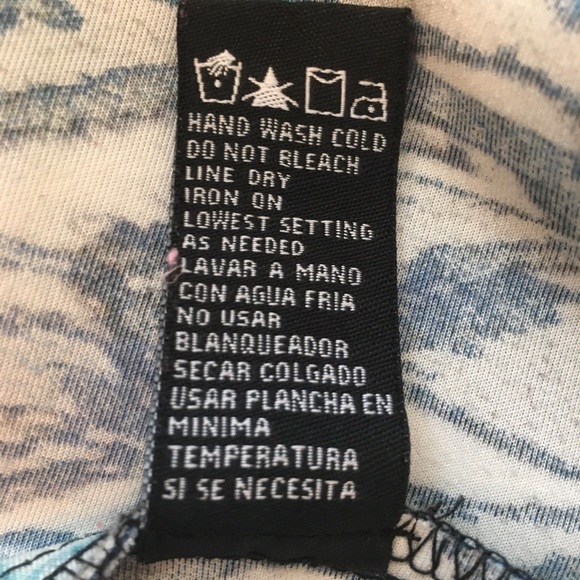 HAND WASH COLD
DO NOT BLEACH
LINE DRY
IRON ON
LOWEST SETTING
AS NEEDED
LAVAR A MANO
CON AGUA FRIA
NO USAR
BLANQUEADOR
SECAR COLGADO
USAR PLANCHA EN
MINIMA
TEMPERATURA
SI SE NECESITA